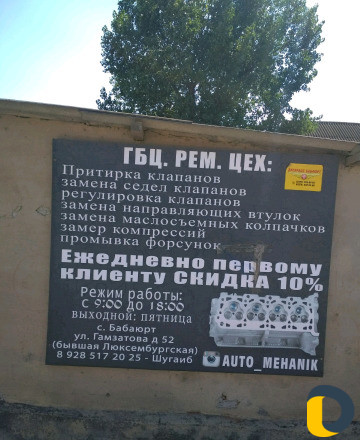 ГБЦ. РЕМ. ЦЕХ:
Притирка клапанов
замена седел клапанов
регулировка клапанов
замена направляющих втулок
замена маслосъемных колпачков
замер компрессий
промывка форсунок
Ежедневно первому
клиенту СКИДКА 10%
Режим работы:
с 9:00 до 18:00
ВЫХОДНОЙ: ПЯТНИЦА
с. Бабаюрт
ул. Гамзатова д 52
(бывшая Люксембургская)
8 928 517 20 25 - Шугаиб
AUTO_MEHANIK